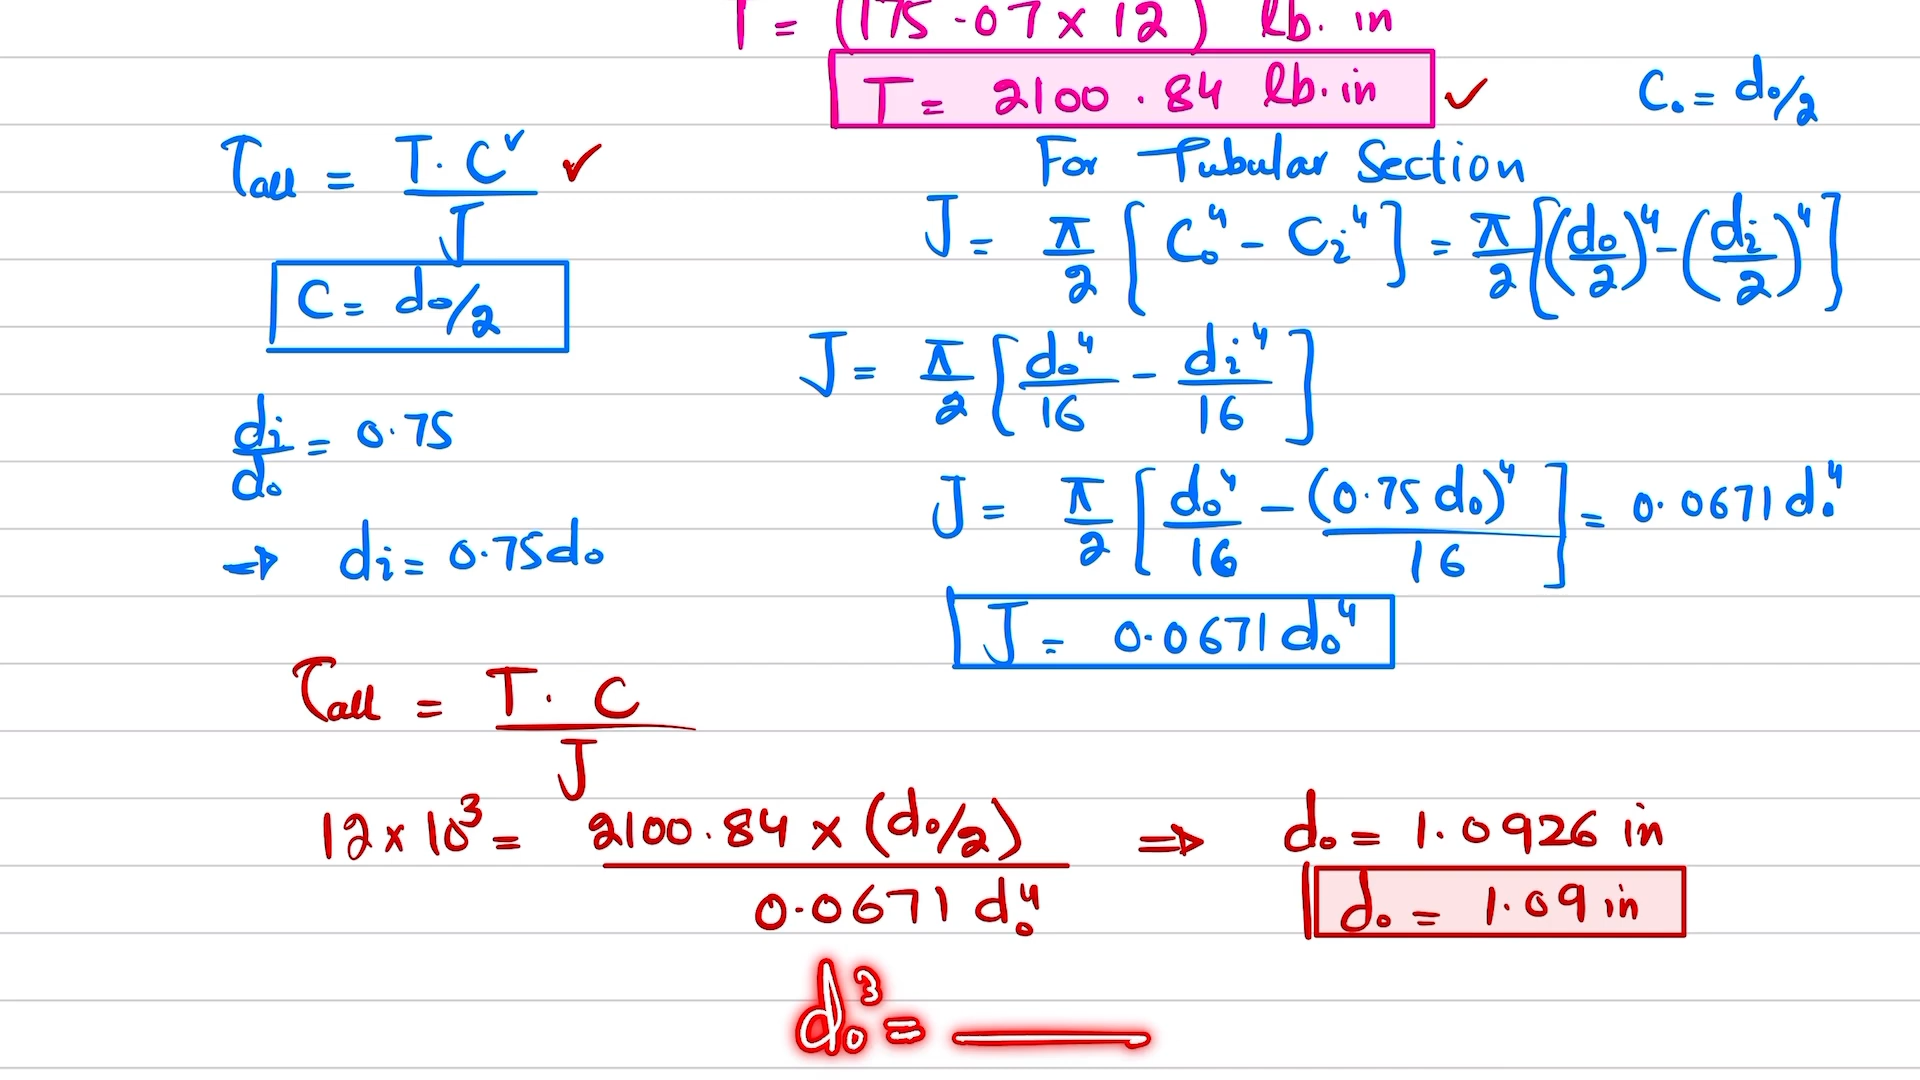 T = (175.07 x 12) lb. in
T = 2100.84 lb.in ✓
C₀ = d₀/2
τall = T. C ✓ / J ✓
For Tubular Section
J = π/2 [C₀⁴ - Cᵢ⁴] = π/2 [(d₀/2)⁴ - (dᵢ/2)⁴]
C = d₀/2
J = π/2 [d₀⁴/16 - dᵢ⁴/16]
dᵢ/d₀ = 0.75
J = π/2 [d₀⁴/16 - (0.75 d₀)⁴/16] = 0.0671 d₀⁴
⇒ dᵢ = 0.75d₀
J = 0.0671 d₀⁴
τall = T. C / J
12 x 10³ = 2100.84 x (d₀/2) / 0.0671 d₀⁴ ⇒ d₀ = 1.0926 in
d₀ = 1.09 in
d₀³ =